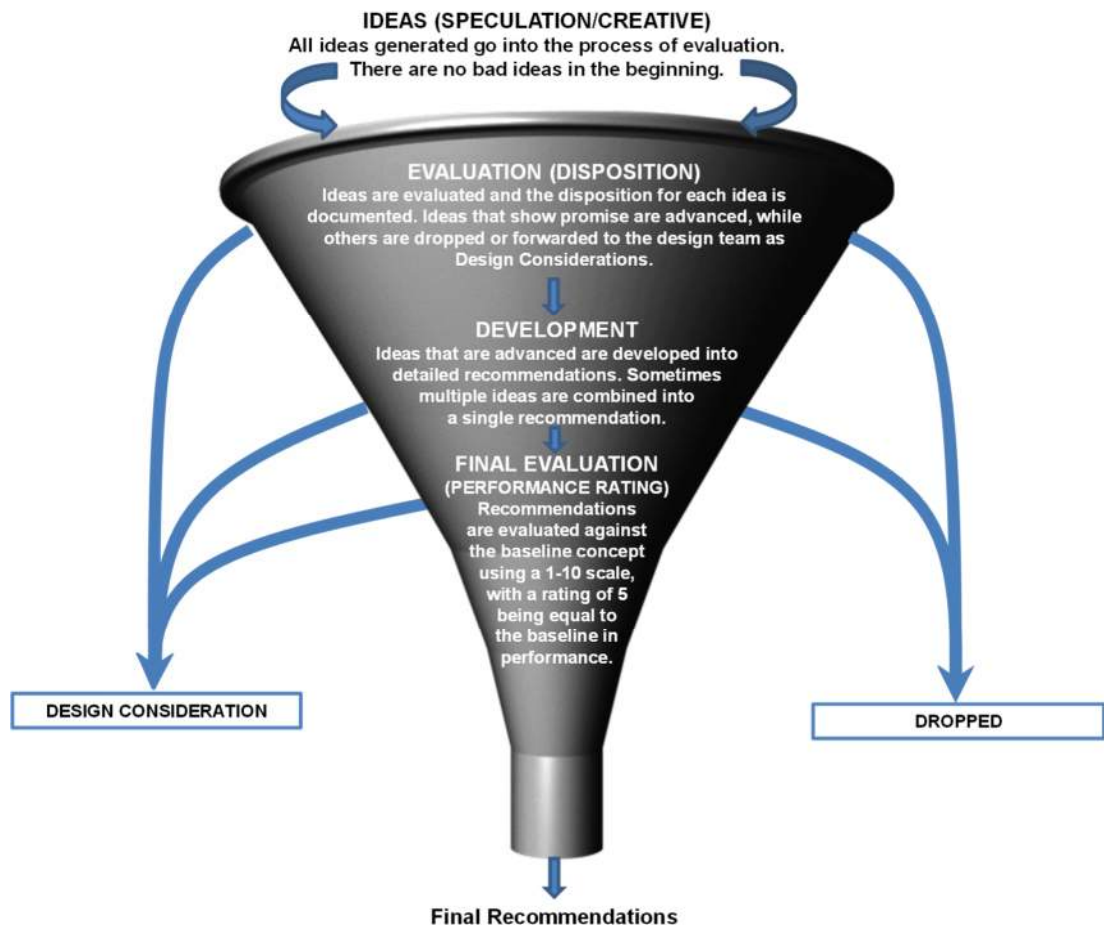 IDEAS (SPECULATION/CREATIVE)
All ideas generated go into the process of evaluation.
There are no bad ideas in the beginning.
EVALUATION (DISPOSITION)
Ideas are evaluated and the disposition for each idea is
documented. Ideas that show promise are advanced, while
others are dropped or forwarded to the design team as
Design Considerations.
DEVELOPMENT
Ideas that are advanced are developed into
detailed recommendations. Sometimes
multiple ideas are combined into
a single recommendation.
FINAL EVALUATION
(PERFORMANCE RATING)
Recommendations
are evaluated against
the baseline concept
using a 1-10 scale,
with a rating of 5
being equal to
the baseline in
performance.
DESIGN CONSIDERATION
DROPPED
Final Recommendations